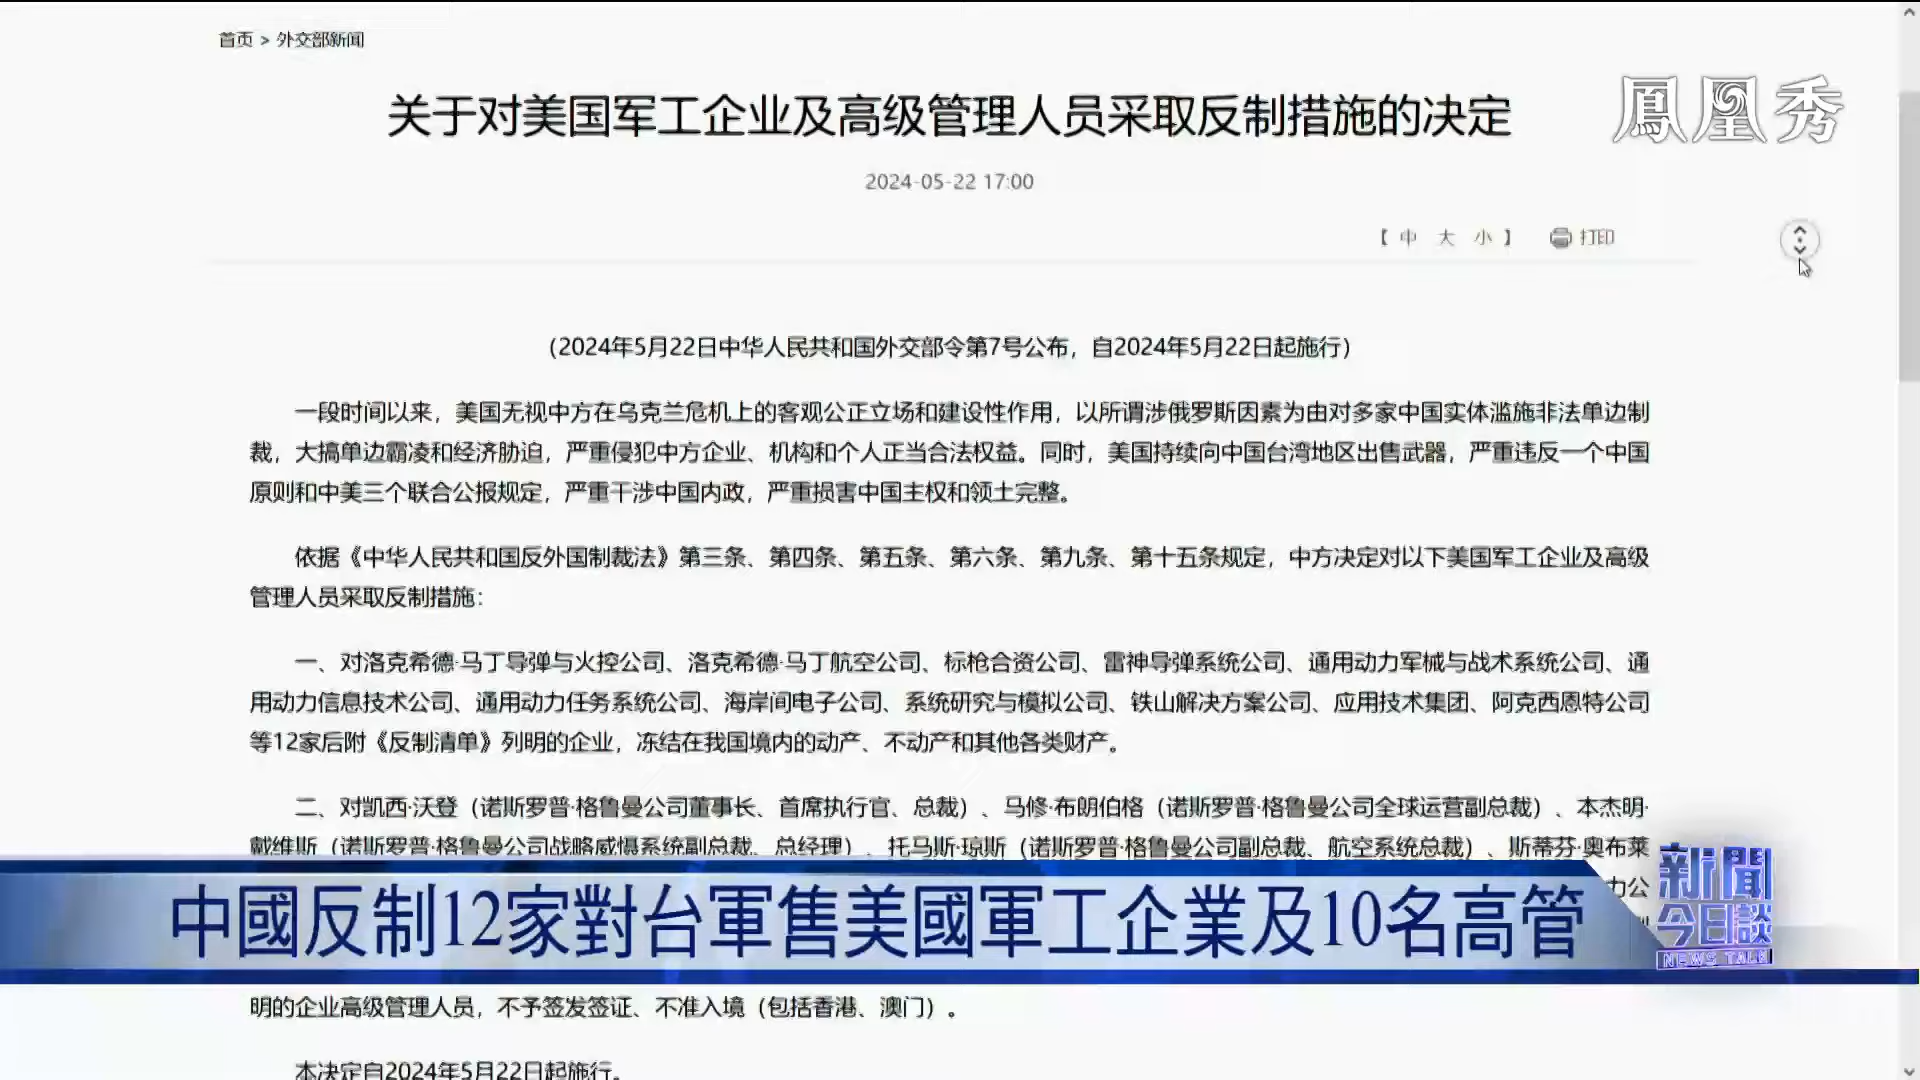 首页 > 外交部新闻
关于对美国军工企业及高级管理人员采取反制措施的决定
鳳凰秀
2024-05-22 17:00
【 中 大 小 】 打印
(2024年5月22日中华人民共和国外交部令第7号公布，自2024年5月22日起施行)
一段时间以来，美国无视中方在乌克兰危机上的客观公正立场和建设性作用，以所谓涉俄罗斯因素为由对多家中国实体滥施非法单边制
裁，大搞单边霸凌和经济胁迫，严重侵犯中方企业、机构和个人正当合法权益。同时，美国持续向中国台湾地区出售武器，严重违反一个中国
原则和中美三个联合公报规定，严重干涉中国内政，严重损害中国主权和领土完整。
依据《中华人民共和国反外国制裁法》第三条、第四条、第五条、第六条、第九条、第十五条规定，中方决定对以下美国军工企业及高级
管理人员采取反制措施：
一、对洛克希德·马丁导弹与火控公司、洛克希德·马丁航空公司、标枪合资公司、雷神导弹系统公司、通用动力军械与战术系统公司、通
用动力信息技术公司、通用动力任务系统公司、海岸间电子公司、系统研究与模拟公司、铁山解决方案公司、应用技术集团、阿克西恩特公司
等12家后附《反制清单》列明的企业，冻结在我国境内的动产、不动产和其他各类财产。
二、对凯西·沃登（诺斯罗普·格鲁曼公司董事长、首席执行官、总裁）、马修·布朗伯格（诺斯罗普·格鲁曼公司全球运营副总裁）、本杰明·
戴维斯（诺斯罗普·格鲁曼公司战略威慑系统副总裁、总经理）、托马斯·琼斯（诺斯罗普·格鲁曼公司副总裁、航空系统总裁）、斯蒂芬·奥布莱
力公
中國反制12家對台軍售美國軍工企業及10名高管
新聞
今日談
NEWS TALK
明的企业高级管理人员，不予签发签证、不准入境（包括香港、澳门）。
本决定自2024年5月22日起施行。